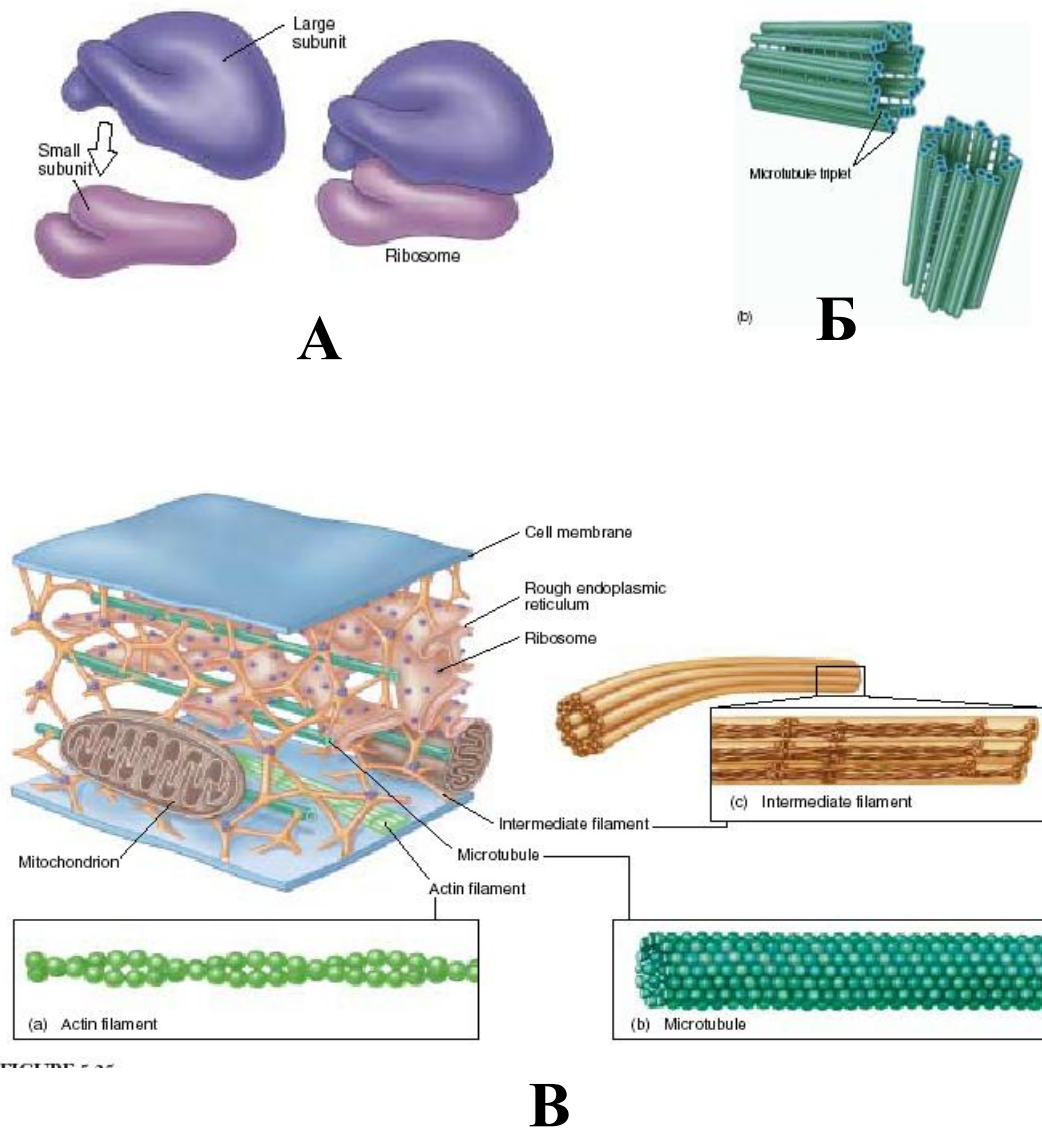 Large
subunit
Small
subunit
Ribosome
А
Microtubule triplet
(b)
Б
Cell membrane
Rough endoplasmic
reticulum
Ribosome
(c) Intermediate filament
Intermediate filament
Microtubule
Mitochondrion
Actin filament
(a) Actin filament
(b) Microtubule
В